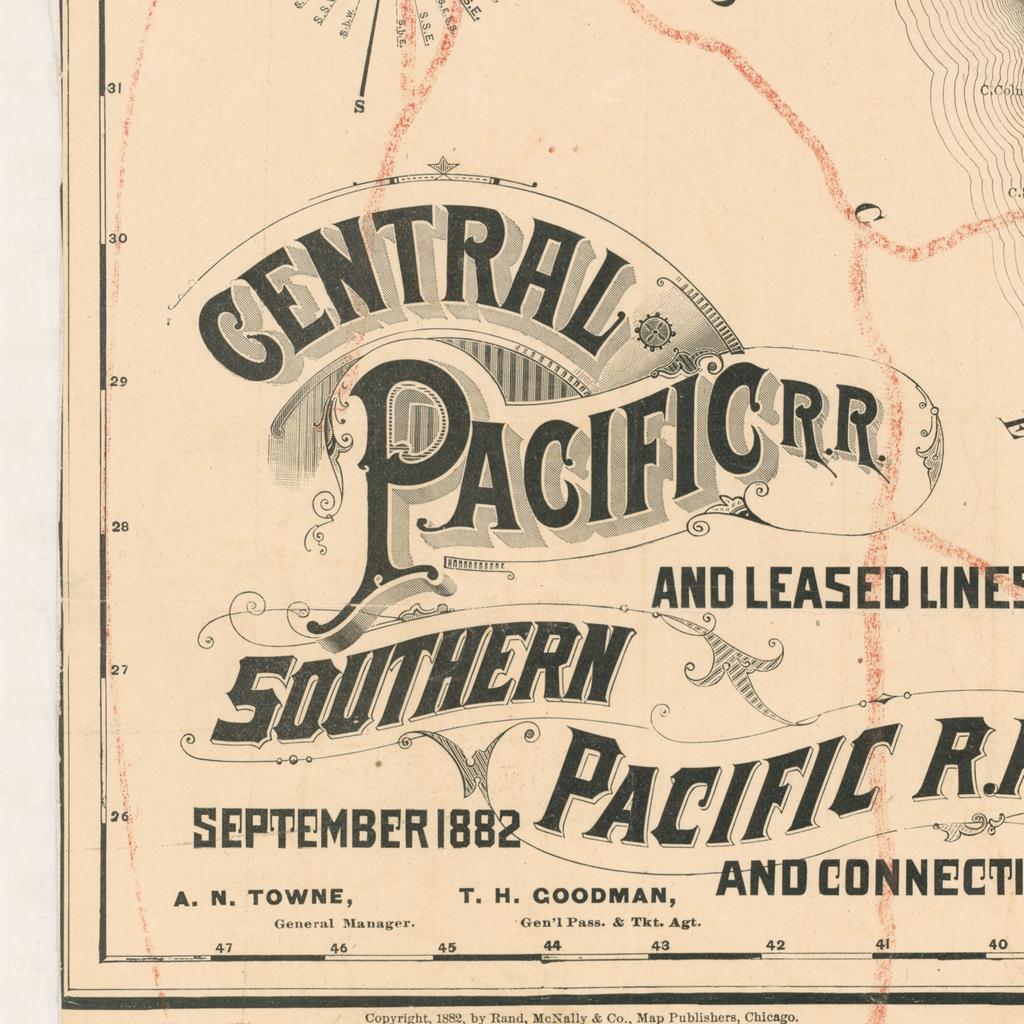 S.b.W.
S.b.E.
S.S.E.
31
S
C.
30
C
CENTRAL
29
PACIFIC R.R.
28
AND LEASED LINES
27
SOUTHERN
PACIFIC R.
26
SEPTEMBER 1882
AND
A. N. TOWNE,
T. H. GOODMAN,
General Manager.
Gen'l Pass. & Tkt. Agt.
47 46 45 44 43 42 41 40
Copyright, 1882, by Rand, McNally & Co., Map Publishers, Chicago.